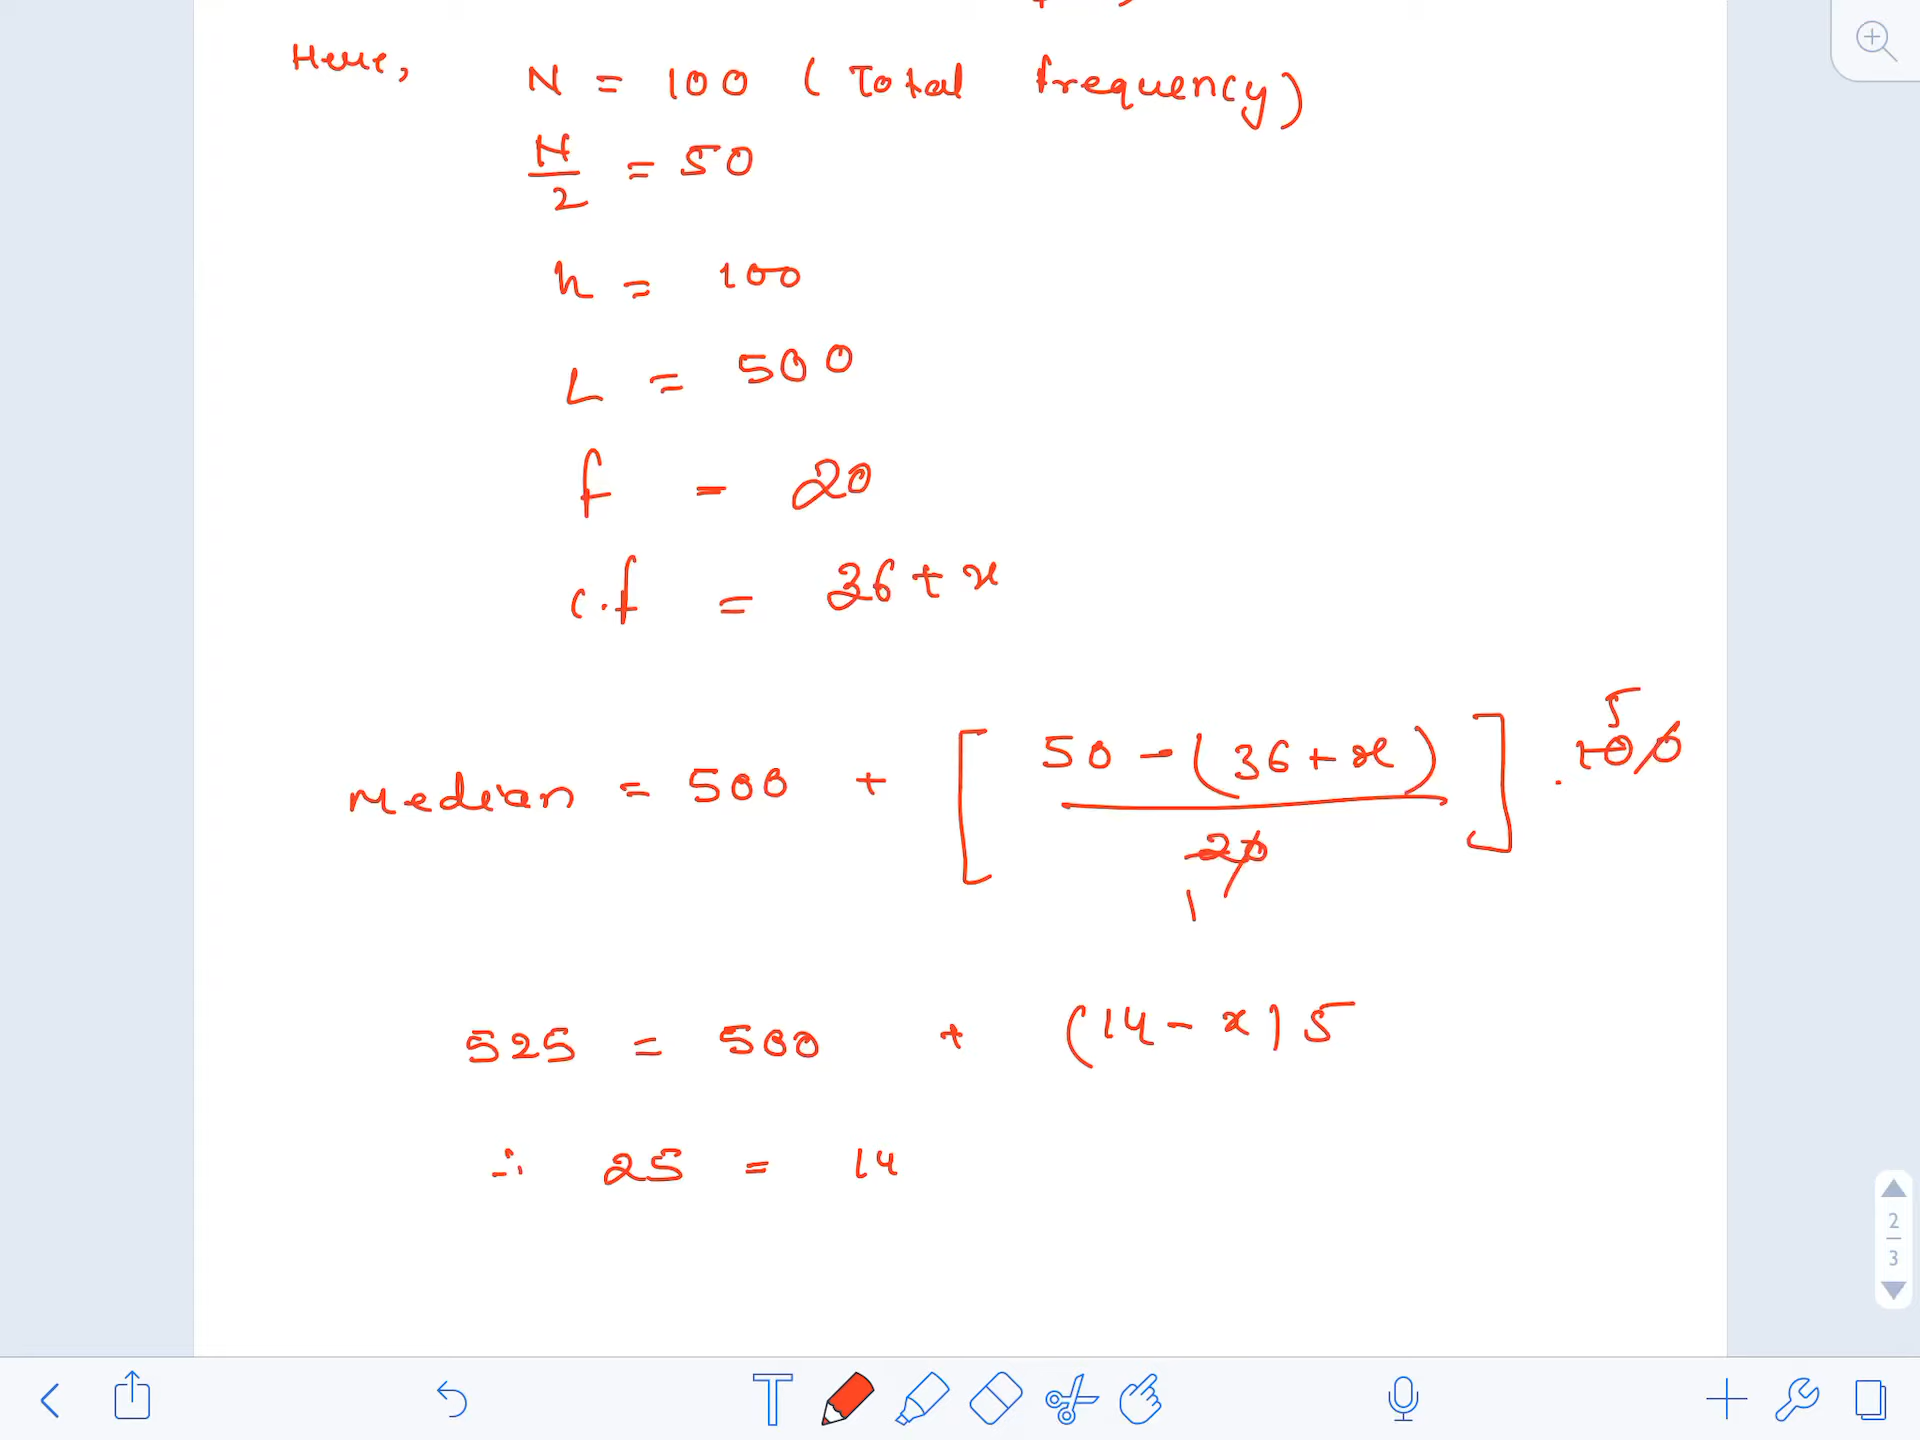 Here, N = 100 (Total frequency)
N/2 = 50
h = 100
L = 500
f = 20
c.f = 36 + x
Median = 500 + [ 50 - (36 + x) / 20 ] . 100
5
1
525 = 500 + (14 - x) 5
∴ 25 = 14
2
3
T